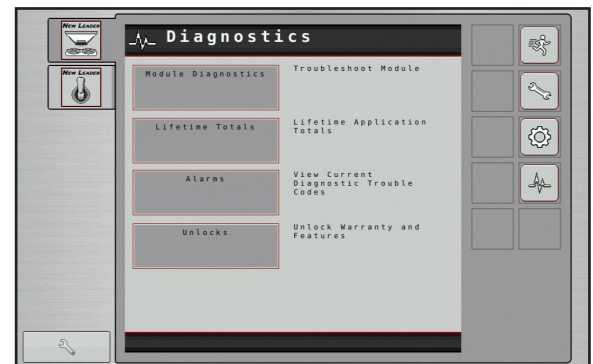 NEW LEADER
Diagnostics
NEW LEADER
Module Diagnostics
Troubleshoot Module
Lifetime Totals
Lifetime Application
Totals
Alarms
View Current
Diagnostic Trouble
Codes
Unlocks
Unlock Warranty and
Features